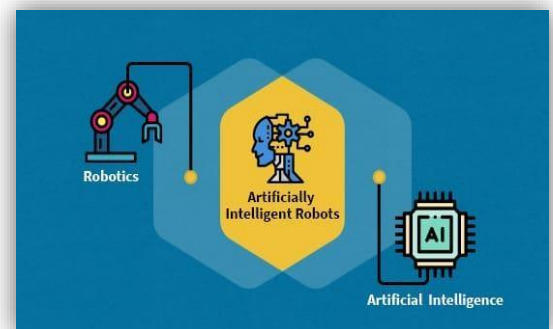 Robotics
Artificially
Intelligent Robots
AI
Artificial Intelligence